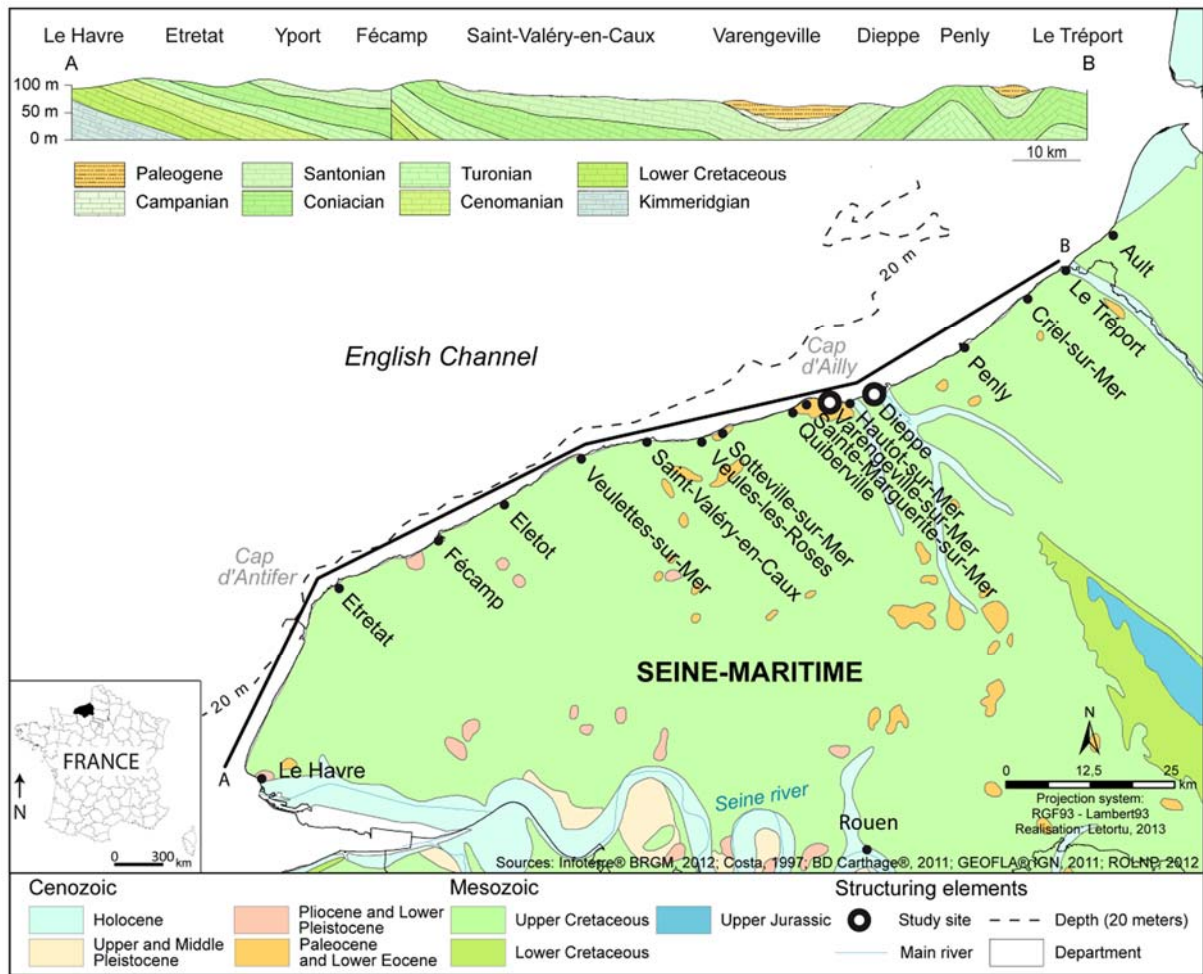 Le Havre Etretat Yport Fécamp Saint-Valéry-en-Caux Varengeville Dieppe Penly Le Tréport
A B
100 m
50 m
0 m
10 km
Paleogene Santonian Turonian Lower Cretaceous
Campanian Coniacian Cenomanian Kimmeridgian
20 m
B
Ault
Le Tréport
Criel-sur-Mer
Penly
English Channel
Cap
d'Ailly
Dieppe
Hautot-sur-Mer
Varengeville-sur-Mer
Sainte-Marguerite-sur-Mer
Quiberville
Sotteville-sur-Mer
Veules-les-Roses
Saint-Valéry-en-Caux
Veulettes-sur-Mer
Eletot
Fécamp
Cap
d'Antifer
Etretat
SEINE-MARITIME
20 m
A
Le Havre
Seine river
Rouen
FRANCE
N
0 300 km
N
0 12,5 25
km
Projection system:
RGF93 - Lambert93
Realisation: Letortu, 2013
Sources: Infoterre® BRGM, 2012; Costa, 1997; BD Carthage®, 2011; GEOFLA® IGN, 2011; ROLNP, 2012
Cenozoic Mesozoic Structuring elements
Holocene Pliocene and Lower Pleistocene Upper Cretaceous Upper Jurassic Study site Depth (20 meters)
Upper and Middle Pleistocene Paleocene and Lower Eocene Lower Cretaceous Main river Department